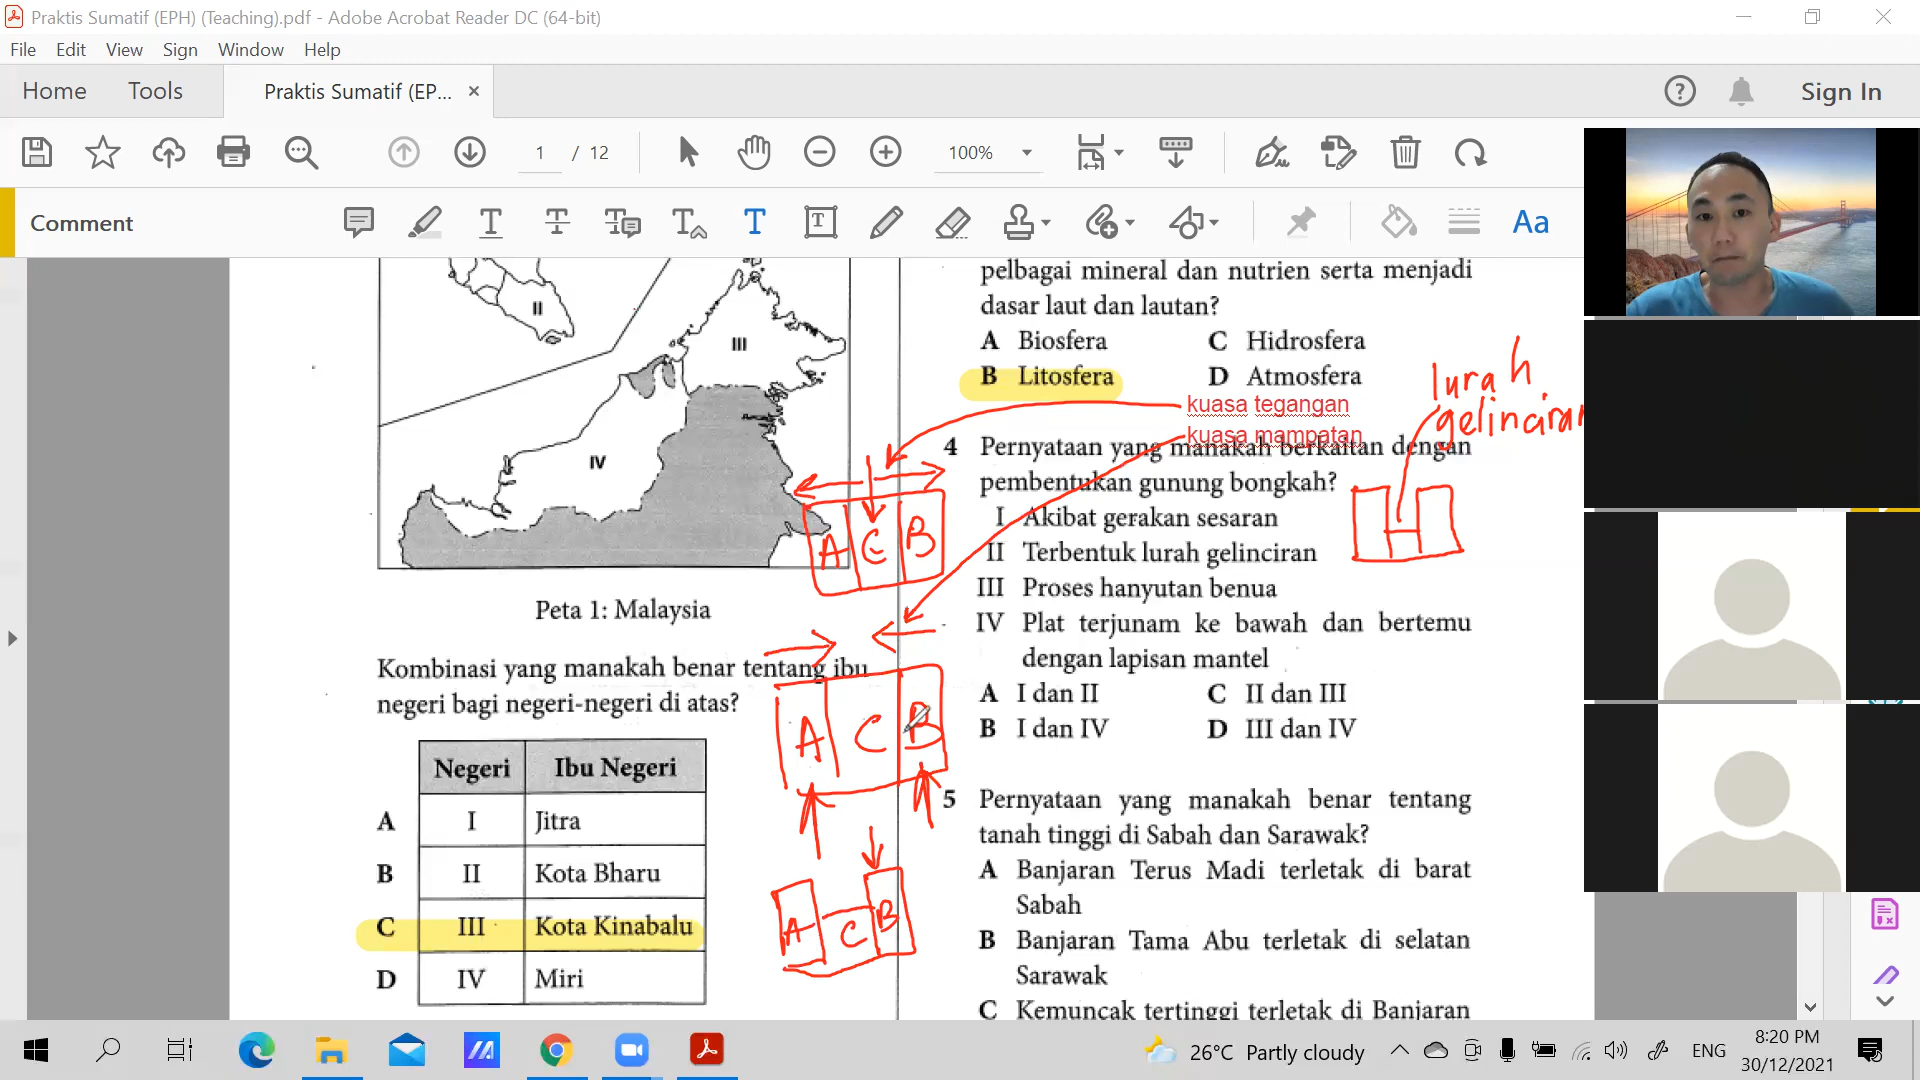 Praktis Sumatif (EPH) (Teaching).pdf - Adobe Acrobat Reader DC (64-bit)
File Edit View Sign Window Help
Home Tools Praktis Sumatif (EP... × Sign In
1 / 12 100%
Comment Aa
II
III
IV
Peta 1: Malaysia
Kombinasi yang manakah benar tentang ibu
negeri bagi negeri-negeri di atas?
Negeri Ibu Negeri
A I Jitra
B II Kota Bharu
C III Kota Kinabalu
D IV Miri
A C B
A C B
A C B
pelbagai mineral dan nutrien serta menjadi
dasar laut dan lautan?
A Biosfera C Hidrosfera
B Litosfera D Atmosfera
kuasa tegangan
kuasa mampatan
lurah
gelinciran
4 Pernyataan yang manakah berkaitan dengan
pembentukan gunung bongkah?
I Akibat gerakan sesaran
II Terbentuk lurah gelinciran
III Proses hanyutan benua
IV Plat terjunam ke bawah dan bertemu
dengan lapisan mantel
A I dan II C II dan III
B I dan IV D III dan IV
5 Pernyataan yang manakah benar tentang
tanah tinggi di Sabah dan Sarawak?
A Banjaran Terus Madi terletak di barat
Sabah
B Banjaran Tama Abu terletak di selatan
Sarawak
C Kemuncak tertinggi terletak di Banjaran
26°C Partly cloudy ENG 8:20 PM
30/12/2021